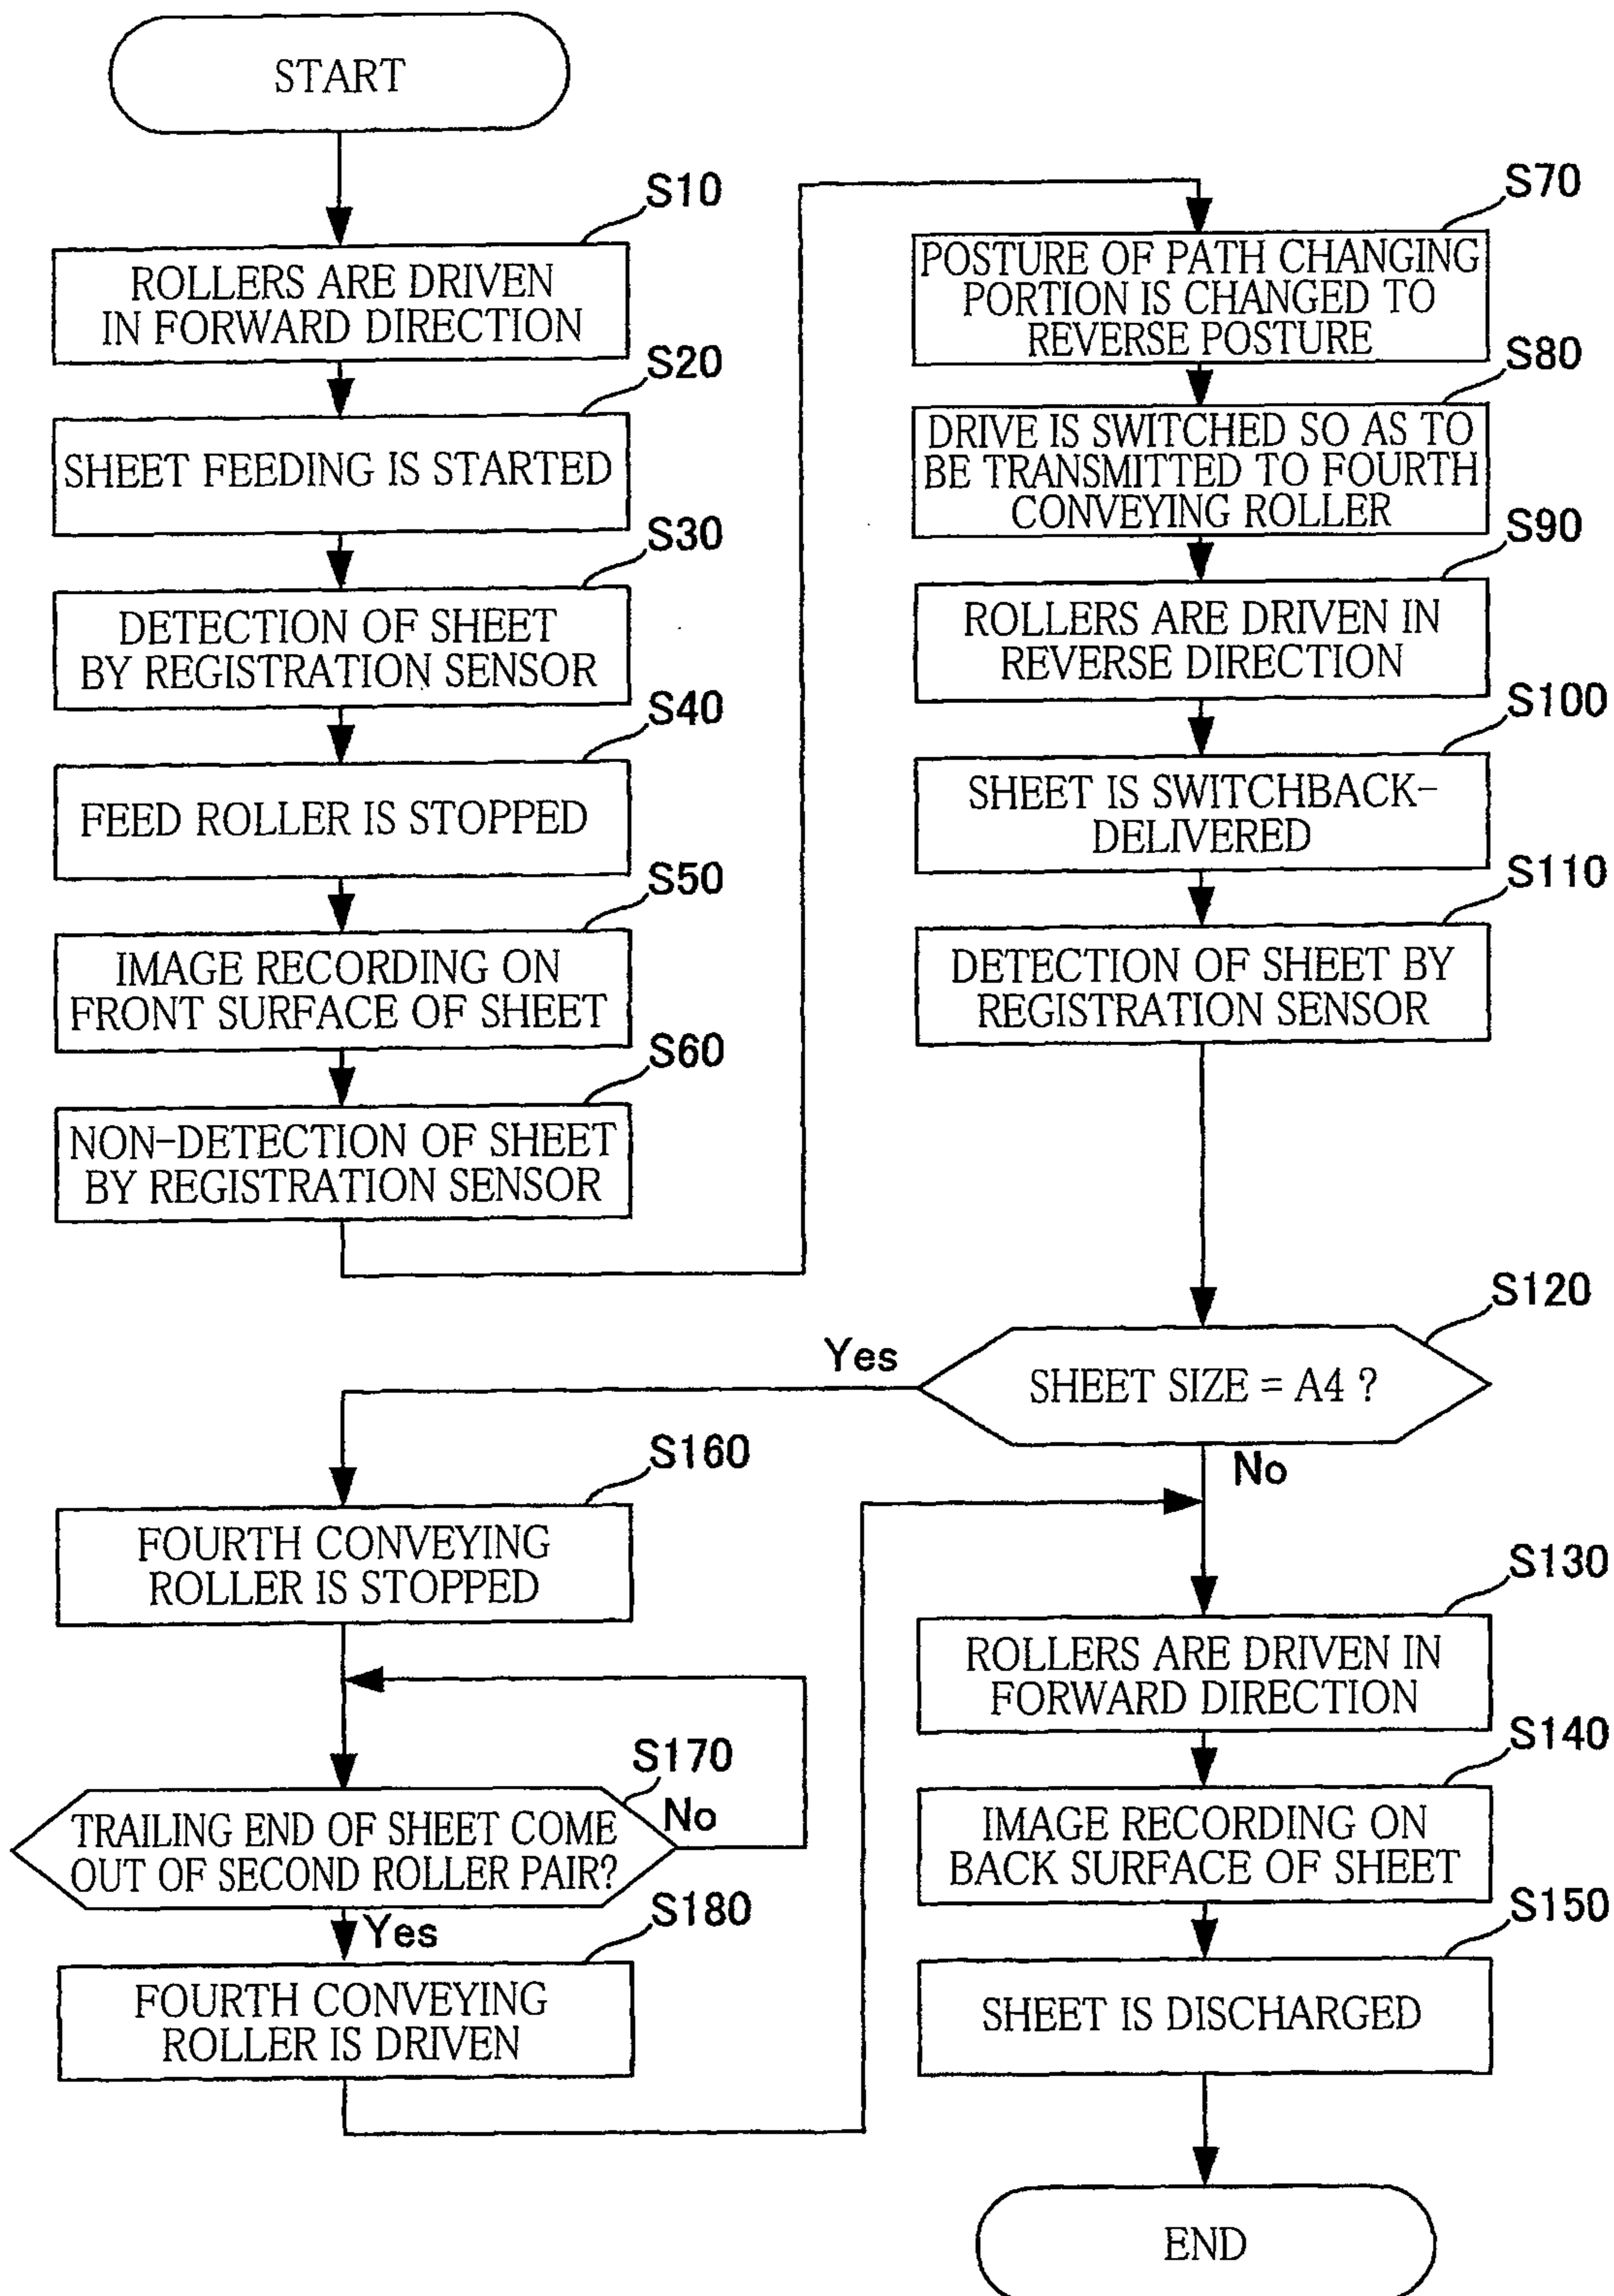 START
S10
ROLLERS ARE DRIVEN
IN FORWARD DIRECTION
S20
SHEET FEEDING IS STARTED
S30
DETECTION OF SHEET
BY REGISTRATION SENSOR
S40
FEED ROLLER IS STOPPED
S50
IMAGE RECORDING ON
FRONT SURFACE OF SHEET
S60
NON-DETECTION OF SHEET
BY REGISTRATION SENSOR
S70
POSTURE OF PATH CHANGING
PORTION IS CHANGED TO
REVERSE POSTURE
S80
DRIVE IS SWITCHED SO AS TO
BE TRANSMITTED TO FOURTH
CONVEYING ROLLER
S90
ROLLERS ARE DRIVEN IN
REVERSE DIRECTION
S100
SHEET IS SWITCHBACK-
DELIVERED
S110
DETECTION OF SHEET BY
REGISTRATION SENSOR
S120
SHEET SIZE = A4 ?
Yes
No
S160
FOURTH CONVEYING
ROLLER IS STOPPED
S170
TRAILING END OF SHEET COME
OUT OF SECOND ROLLER PAIR?
No
Yes
S180
FOURTH CONVEYING
ROLLER IS DRIVEN
S130
ROLLERS ARE DRIVEN IN
FORWARD DIRECTION
S140
IMAGE RECORDING ON
BACK SURFACE OF SHEET
S150
SHEET IS DISCHARGED
END